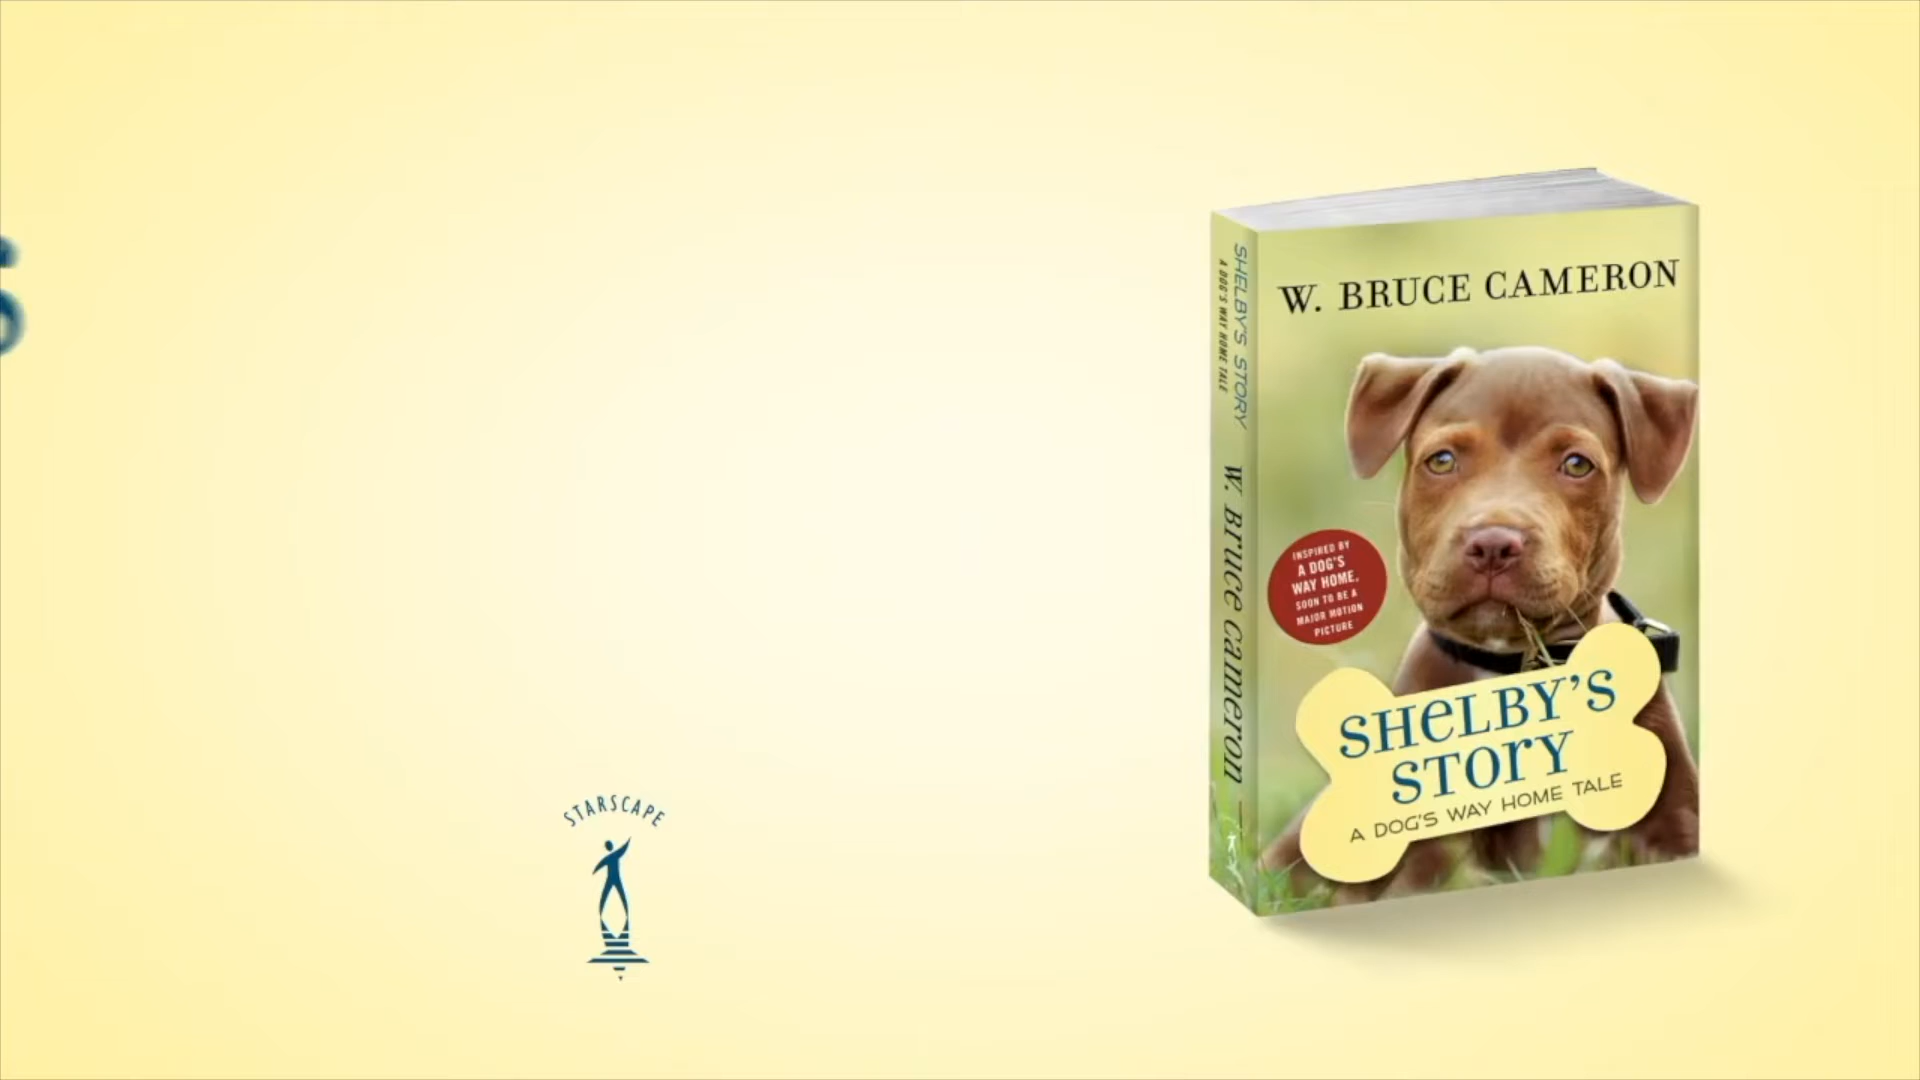 STARSCAPE
SHELBY'S STORY
A DOG'S WAY HOME TALE
W. Bruce Cameron
W. BRUCE CAMERON
INSPIRED BY
A DOG'S
WAY HOME.
SOON TO BE A
MAJOR MOTION
PICTURE
SHeLBY'S
STOrY
A DOG'S WAY HOME TALE